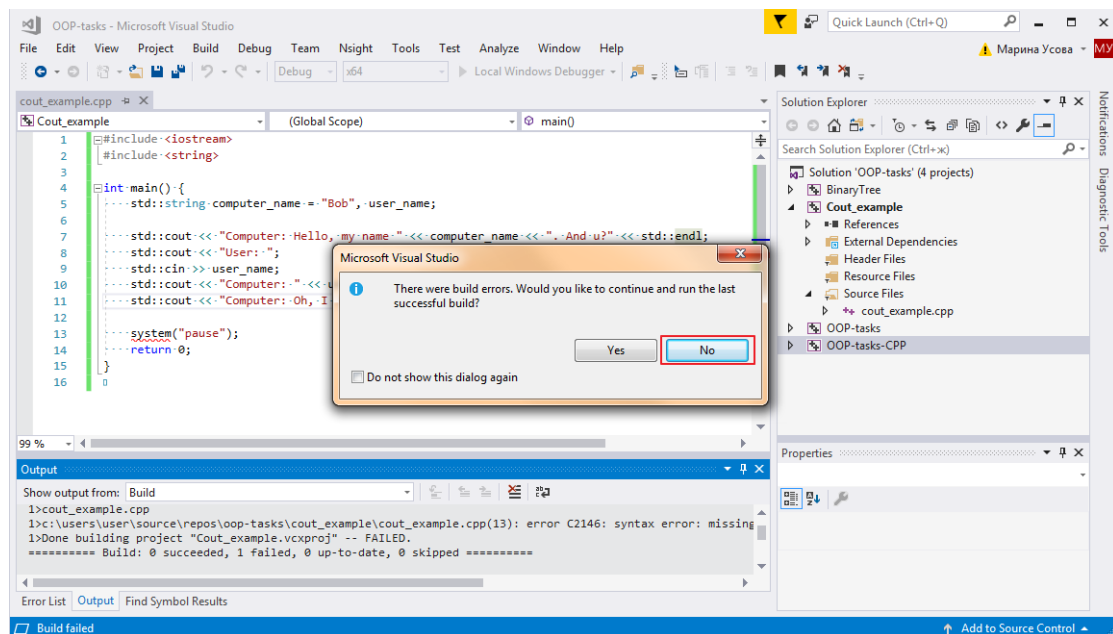 OOP-tasks - Microsoft Visual Studio
Quick Launch (Ctrl+Q)
File Edit View Project Build Debug Team Nsight Tools Test Analyze Window Help
Марина Усова
МУ
Debug x64 Local Windows Debugger
cout_example.cpp
Cout_example (Global Scope) main()
1 #include <iostream>
2 #include <string>
3
4 int main() {
5 std::string computer_name = "Bob", user_name;
6
7 std::cout << "Computer: Hello, my name " << computer_name << ". And u?" << std::endl;
8 std::cout << "User: ";
9 std::cin >> user_name;
10 std::cout << "Computer: " << u
11 std::cout << "Computer: Oh, I
12
13 system("pause");
14 return 0;
15 }
16
Microsoft Visual Studio
There were build errors. Would you like to continue and run the last
successful build?
Yes No
Do not show this dialog again
99 %
Output
Show output from: Build
1>cout_example.cpp
1>c:\users\user\source\repos\oop-tasks\cout_example\cout_example.cpp(13): error C2146: syntax error: missing
1>Done building project "Cout_example.vcxproj" -- FAILED.
========== Build: 0 succeeded, 1 failed, 0 up-to-date, 0 skipped ==========
Error List Output Find Symbol Results
Build failed
Solution Explorer
Search Solution Explorer (Ctrl+ж)
Solution 'OOP-tasks' (4 projects)
BinaryTree
Cout_example
References
External Dependencies
Header Files
Resource Files
Source Files
cout_example.cpp
OOP-tasks
OOP-tasks-CPP
Properties
Notifications
Diagnostic Tools
Add to Source Control